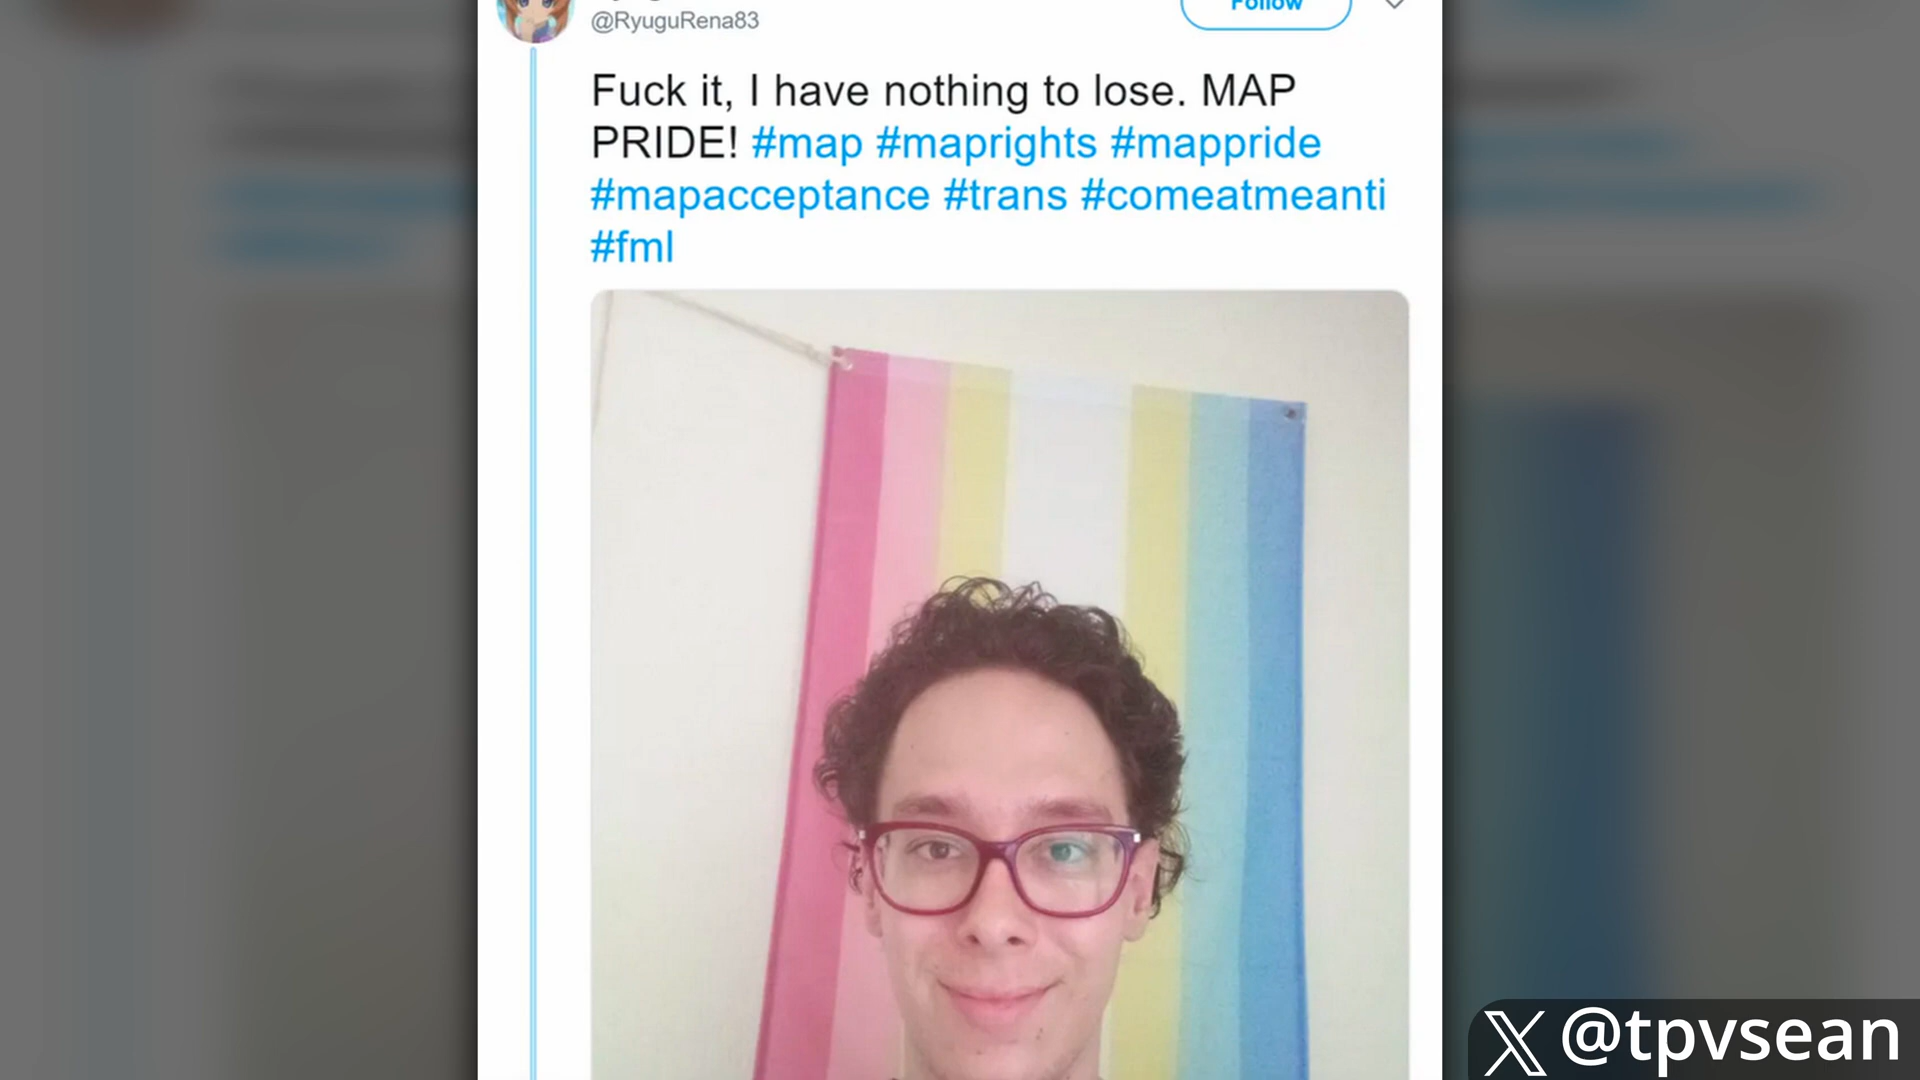 @RyuguRena83
Follow
Fuck it, I have nothing to lose. MAP
PRIDE! #map #maprights #mappride
#mapacceptance #trans #comeatmeanti
#fml
@tpvsean